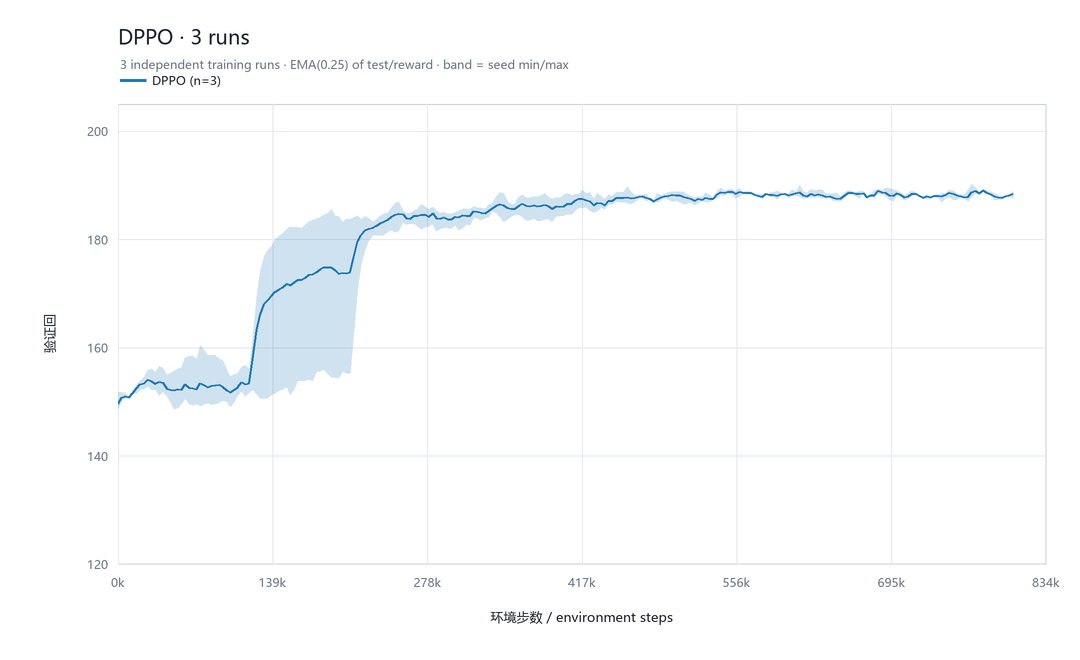 DPPO · 3 runs
3 independent training runs · EMA(0.25) of test/reward · band = seed min/max
DPPO (n=3)
200
180
160
140
120
验证回
0k
139k
278k
417k
556k
695k
834k
环境步数 / environment steps